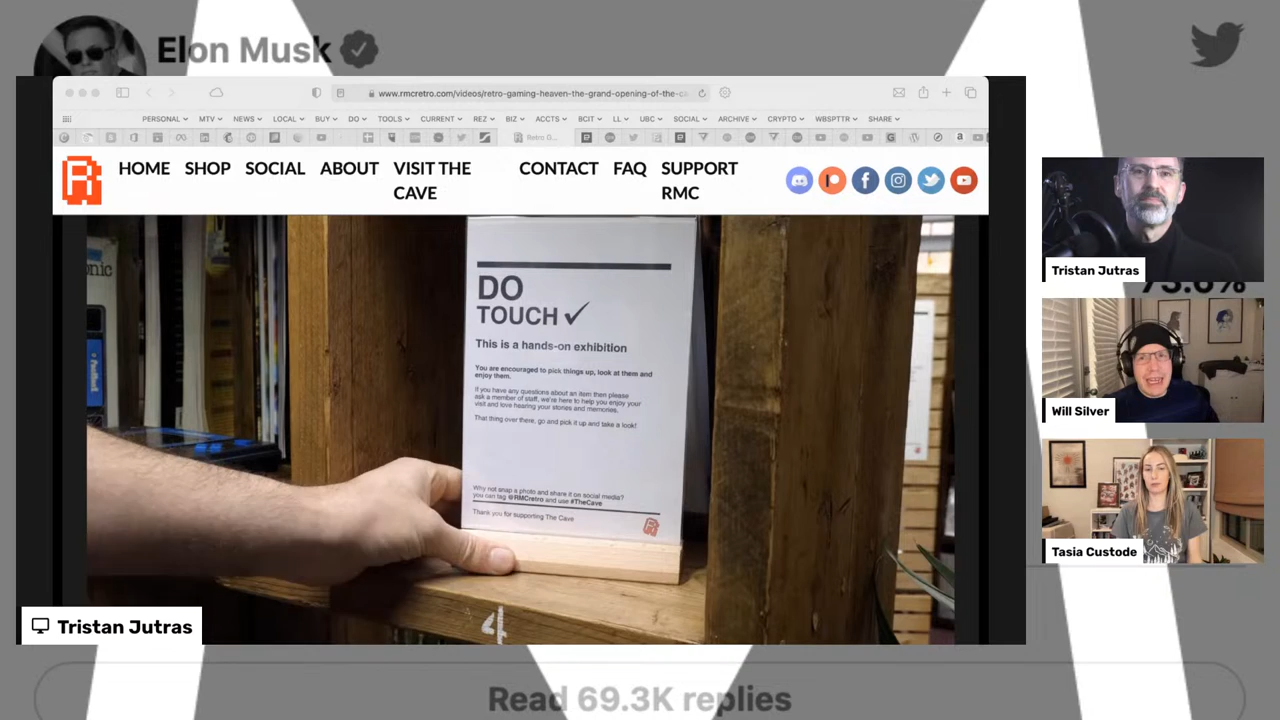 Elon Musk
www.rmcretro.com/videos/retro-gaming-heaven-the-grand-opening-of-the-ca
PERSONAL MTV NEWS LOCAL BUY DO TOOLS CURRENT REZ BIZ ACCTS BCIT LL UBC SOCIAL ARCHIVE CRYPTO WBSPTTR SHARE
Retro G...
HOME SHOP SOCIAL ABOUT VISIT THE CAVE CONTACT FAQ SUPPORT RMC
DO
TOUCH ✓
This is a hands-on exhibition
You are encouraged to pick things up, look at them and
enjoy them.
If you have any questions about an item then please
ask a member of staff, we're here to help you enjoy your
visit and love hearing your stories and memories.
That thing over there, go and pick it up and take a look!
Why not snap a photo and share it on social media?
you can tag @RMCretro and use #TheCave
Thank you for supporting The Cave
4
Tristan Jutras
Tristan Jutras
73.6%
Will Silver
Tasia Custode
Read 69.3K replies